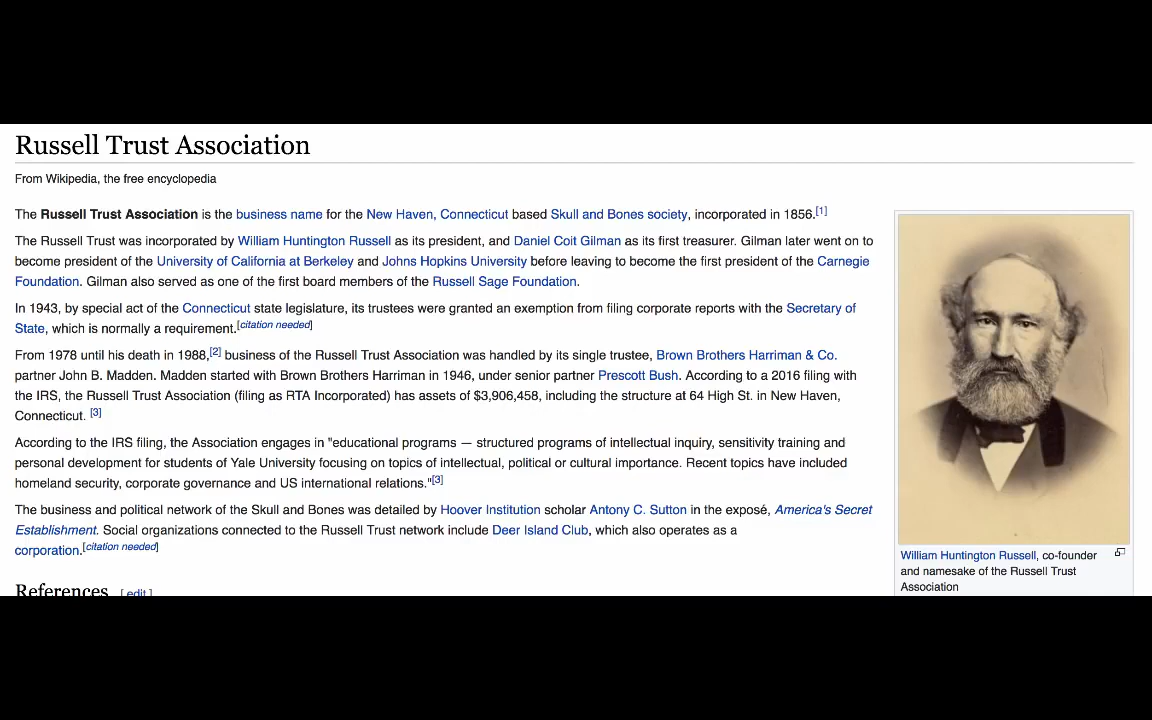 Russell Trust Association
From Wikipedia, the free encyclopedia
The Russell Trust Association is the business name for the New Haven, Connecticut based Skull and Bones society, incorporated in 1856.[1]
The Russell Trust was incorporated by William Huntington Russell as its president, and Daniel Coit Gilman as its first treasurer. Gilman later went on to
become president of the University of California at Berkeley and Johns Hopkins University before leaving to become the first president of the Carnegie
Foundation. Gilman also served as one of the first board members of the Russell Sage Foundation.
In 1943, by special act of the Connecticut state legislature, its trustees were granted an exemption from filing corporate reports with the Secretary of
State, which is normally a requirement.[citation needed]
From 1978 until his death in 1988,[2] business of the Russell Trust Association was handled by its single trustee, Brown Brothers Harriman & Co.
partner John B. Madden. Madden started with Brown Brothers Harriman in 1946, under senior partner Prescott Bush. According to a 2016 filing with
the IRS, the Russell Trust Association (filing as RTA Incorporated) has assets of $3,906,458, including the structure at 64 High St. in New Haven,
Connecticut. [3]
According to the IRS filing, the Association engages in "educational programs — structured programs of intellectual inquiry, sensitivity training and
personal development for students of Yale University focusing on topics of intellectual, political or cultural importance. Recent topics have included
homeland security, corporate governance and US international relations."[3]
The business and political network of the Skull and Bones was detailed by Hoover Institution scholar Antony C. Sutton in the exposé, America's Secret
Establishment. Social organizations connected to the Russell Trust network include Deer Island Club, which also operates as a
corporation.[citation needed]
References [ edit ]
William Huntington Russell, co-founder
and namesake of the Russell Trust
Association